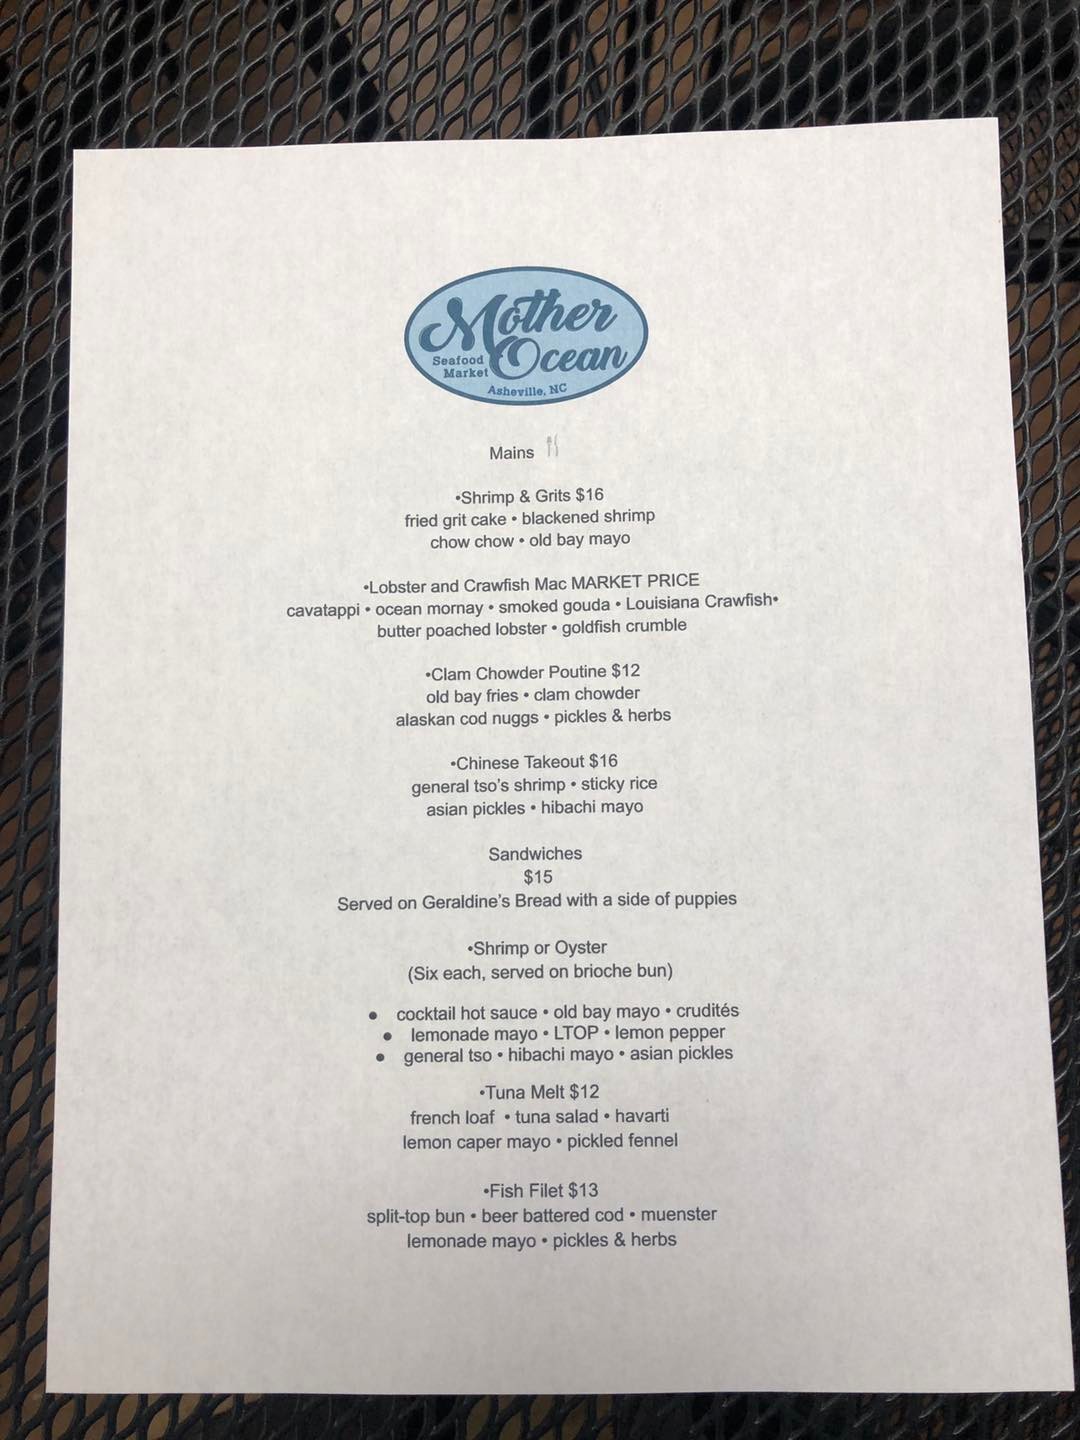 Mother
Seafood
Market
Ocean
Asheville, NC
Mains
•Shrimp & Grits $16
fried grit cake • blackened shrimp
chow chow • old bay mayo
•Lobster and Crawfish Mac MARKET PRICE
cavatappi • ocean mornay • smoked gouda • Louisiana Crawfish•
butter poached lobster • goldfish crumble
•Clam Chowder Poutine $12
old bay fries • clam chowder
alaskan cod nuggs • pickles & herbs
•Chinese Takeout $16
general tso's shrimp • sticky rice
asian pickles • hibachi mayo
Sandwiches
$15
Served on Geraldine's Bread with a side of puppies
•Shrimp or Oyster
(Six each, served on brioche bun)
● cocktail hot sauce • old bay mayo • crudités
● lemonade mayo • LTOP • lemon pepper
● general tso • hibachi mayo • asian pickles
•Tuna Melt $12
french loaf • tuna salad • havarti
lemon caper mayo • pickled fennel
•Fish Filet $13
split-top bun • beer battered cod • muenster
lemonade mayo • pickles & herbs